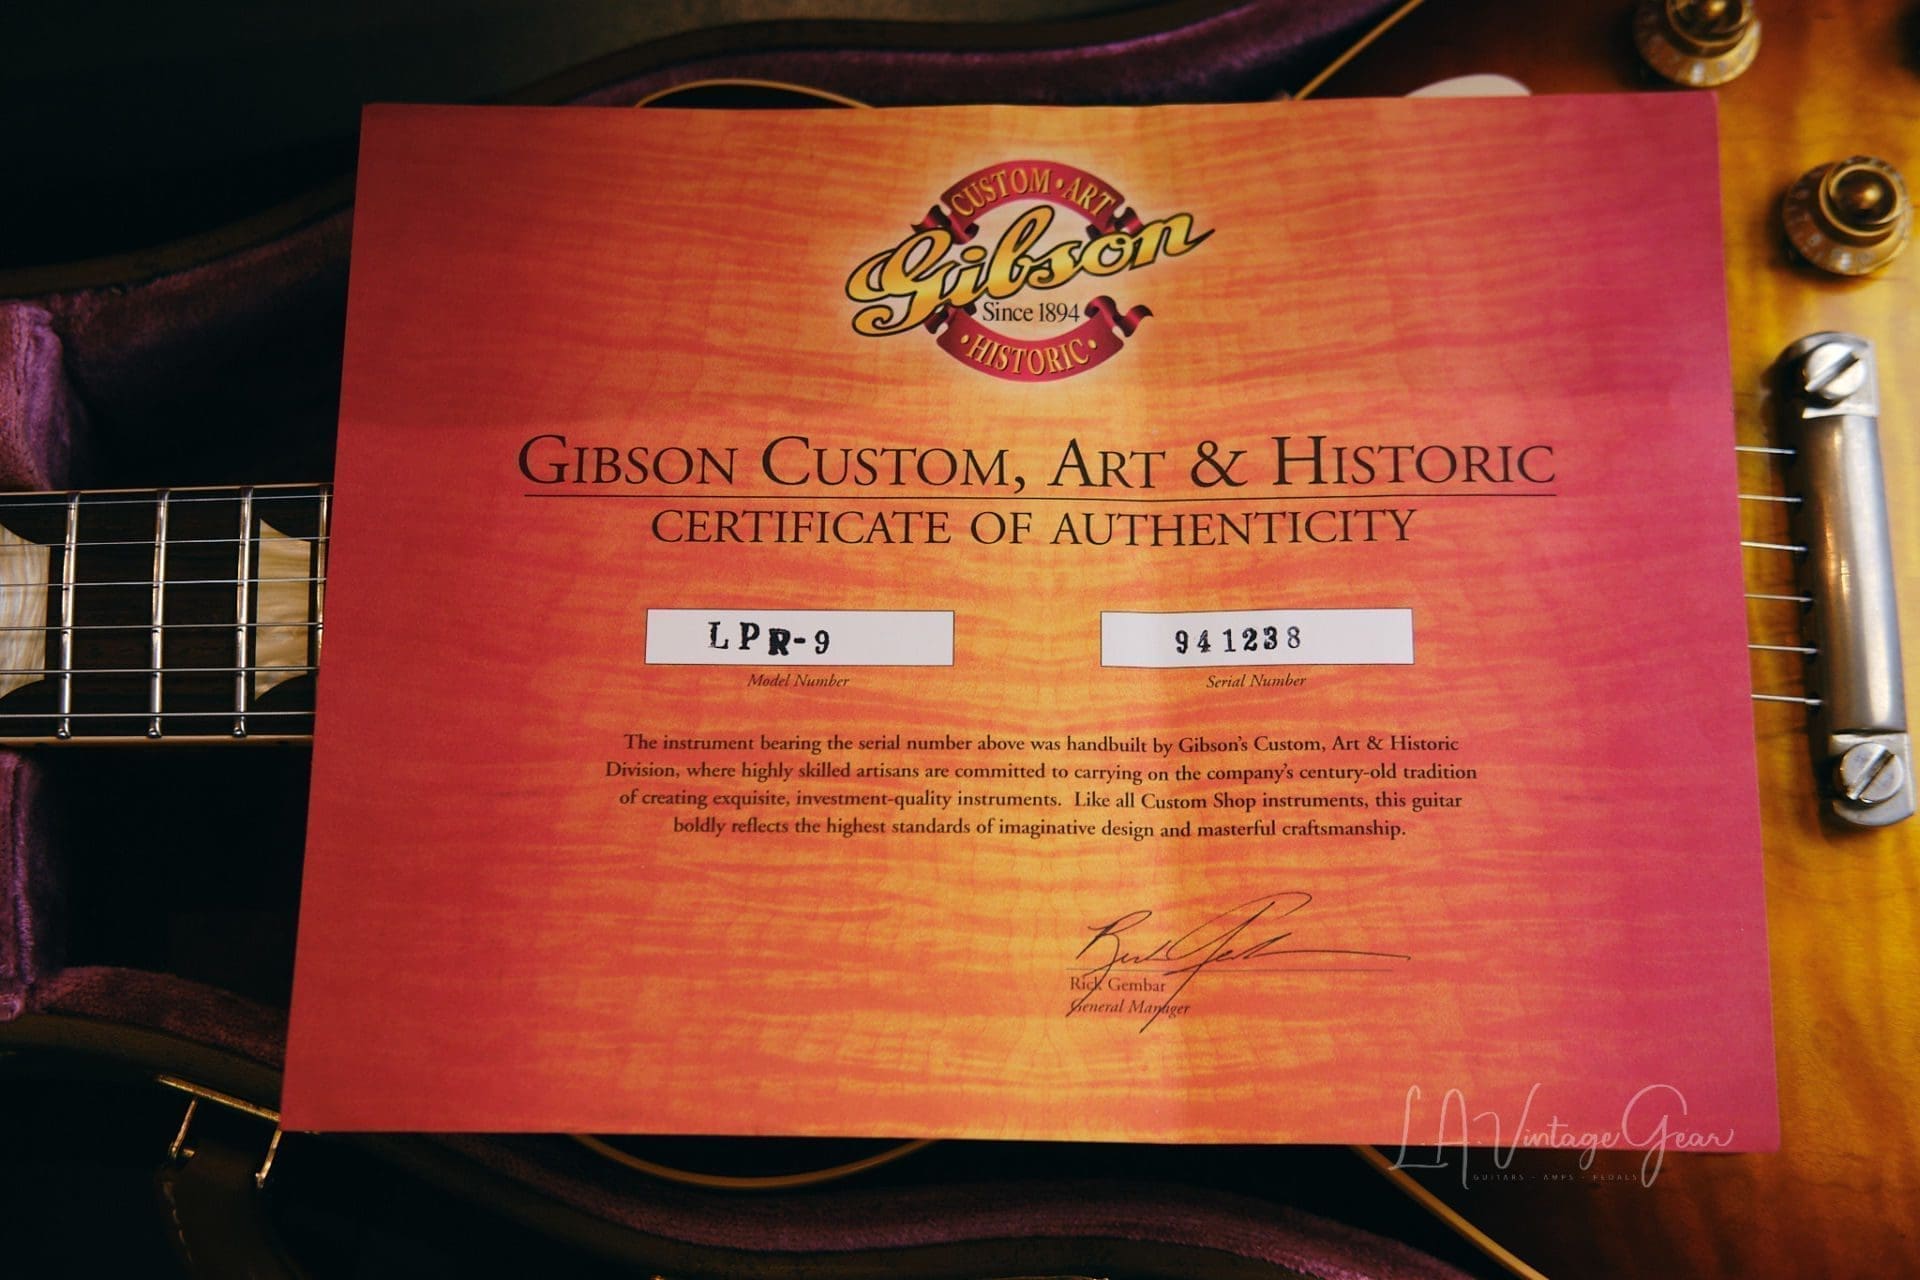 CUSTOM • ART
Gibson
Since 1894
• HISTORIC •
GIBSON CUSTOM, ART & HISTORIC
CERTIFICATE OF AUTHENTICITY
LPR-9
941238
Model Number
Serial Number
The instrument bearing the serial number above was handbuilt by Gibson's Custom, Art & Historic
Division, where highly skilled artisans are committed to carrying on the company's century-old tradition
of creating exquisite, investment-quality instruments. Like all Custom Shop instruments, this guitar
boldly reflects the highest standards of imaginative design and masterful craftsmanship.
Rick Gembar
General Manager
L.A. Vintage Gear
GUITARS - AMPS - PEDALS